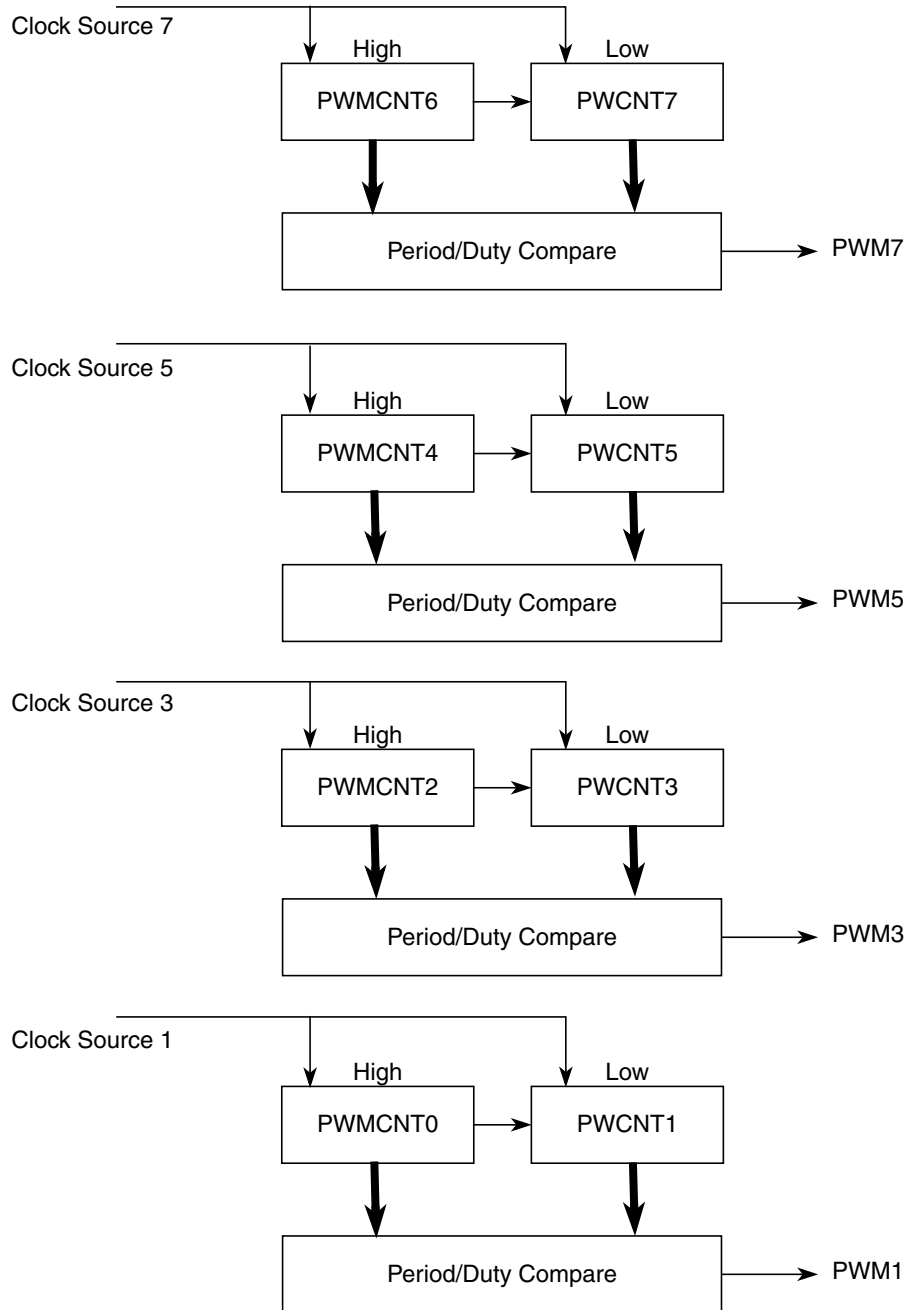 Clock Source 7
High
Low
PWMCNT6
PWCNT7
Period/Duty Compare
PWM7
Clock Source 5
High
Low
PWMCNT4
PWCNT5
Period/Duty Compare
PWM5
Clock Source 3
High
Low
PWMCNT2
PWCNT3
Period/Duty Compare
PWM3
Clock Source 1
High
Low
PWMCNT0
PWCNT1
Period/Duty Compare
PWM1